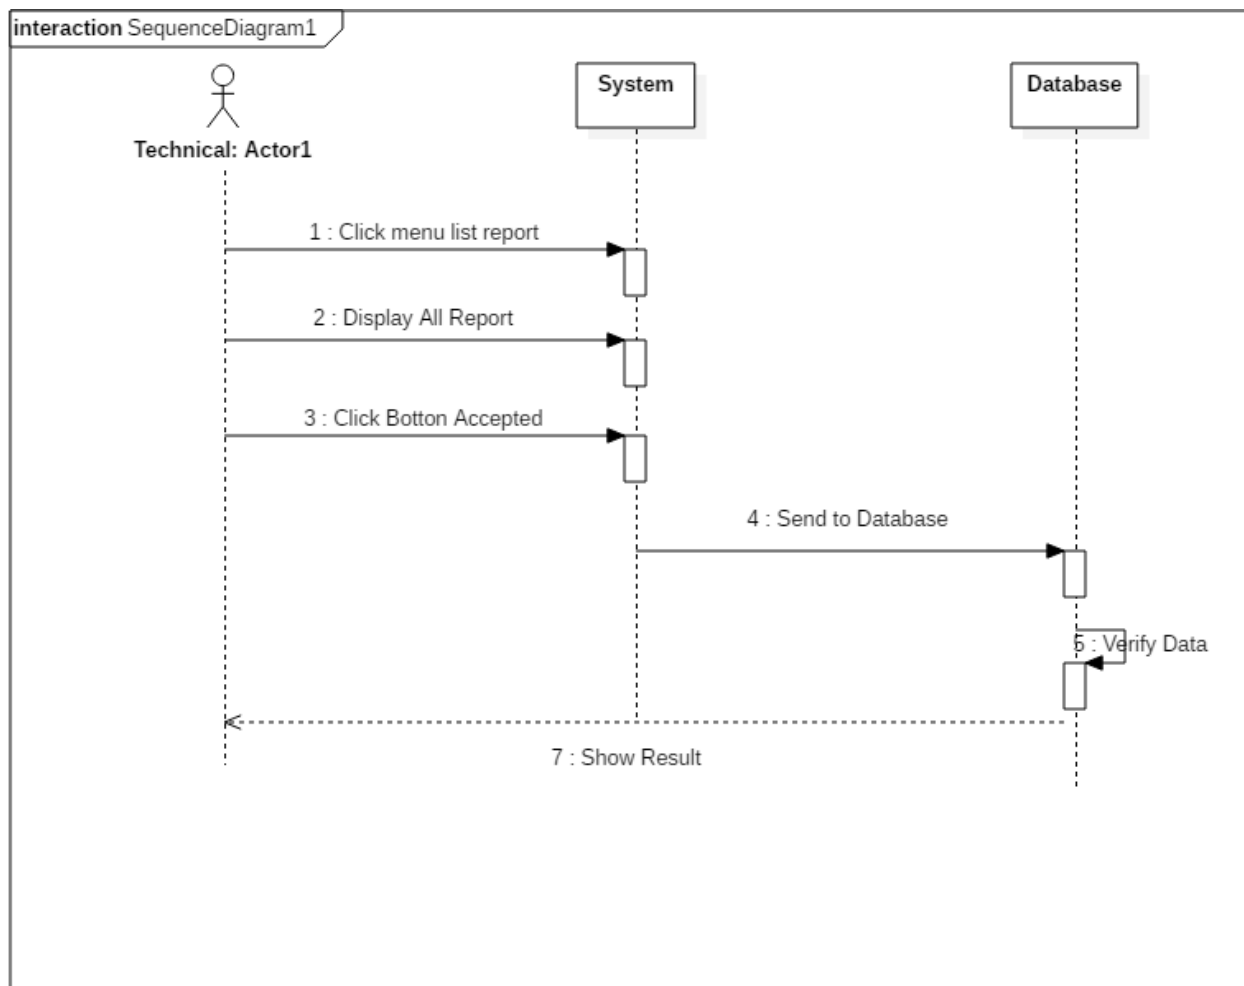 interaction SequenceDiagram1
System
Database
Technical: Actor1
1 : Click menu list report
2 : Display All Report
3 : Click Botton Accepted
4 : Send to Database
5 : Verify Data
7 : Show Result